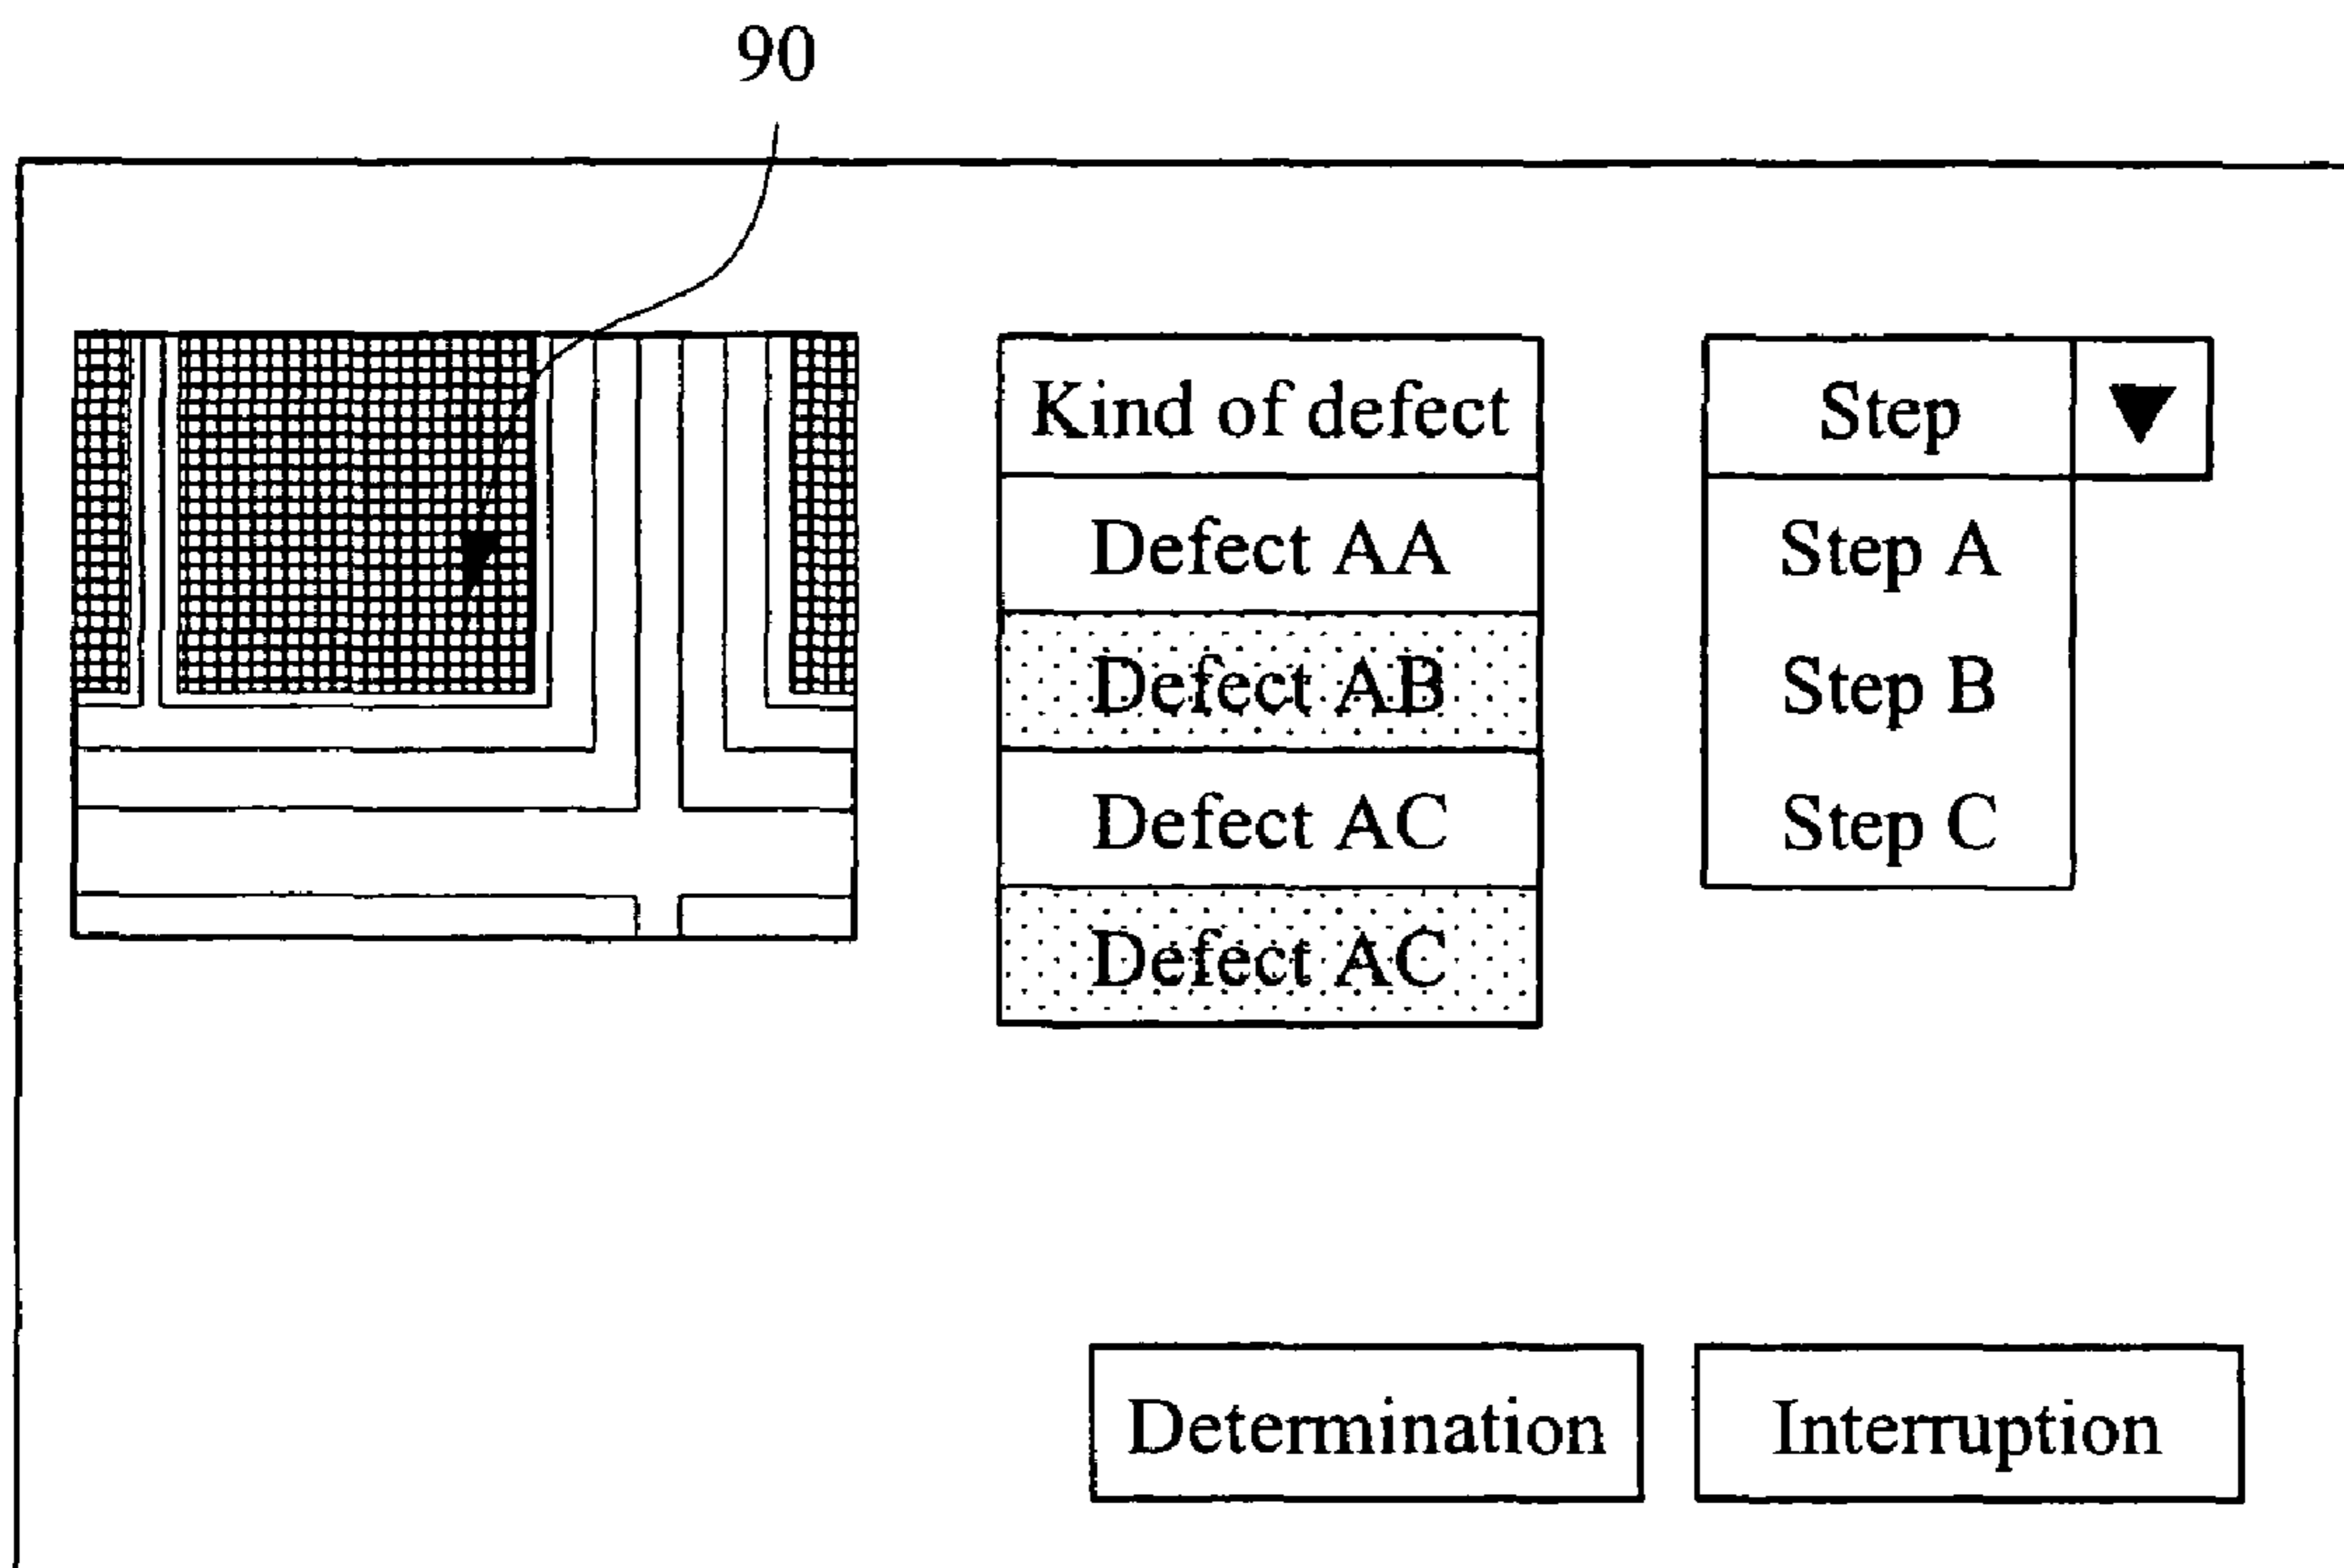 90
Kind of defect
Defect AA
Defect AB
Defect AC
Defect AC
Step
Step A
Step B
Step C
Determination
Interruption